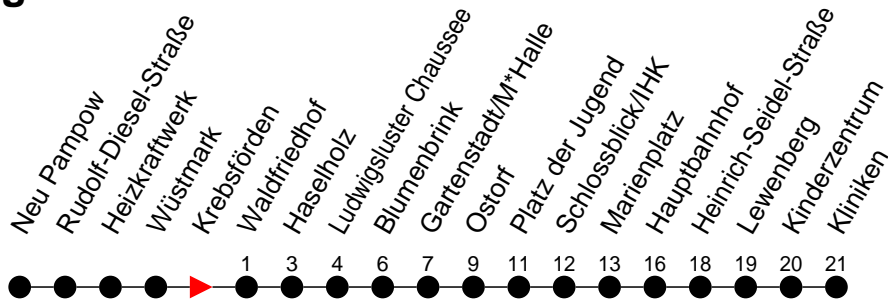 Neu Pampow
Rudolf-Diesel-Straße
Heizkraftwerk
Wüstmark
Krebsförden
Waldfriedhof
Haselholz
Ludwigsluster Chaussee
Blumenbrink
Gartenstadt/M*Halle
Ostorf
Platz der Jugend
Schlossblick/IHK
Marienplatz
Hauptbahnhof
Heinrich-Seidel-Straße
Lewenberg
Kinderzentrum
Kliniken
1 3 4 6 7 9 11 12 13 16 18 19 20 21